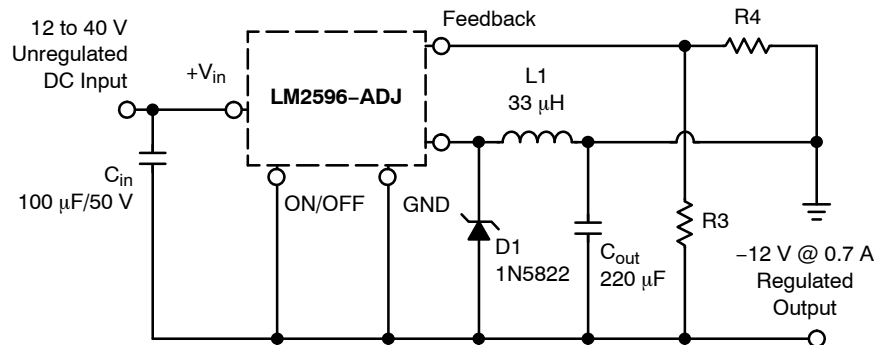 12 to 40 V
Unregulated
DC Input
+Vin
LM2596–ADJ
Feedback
R4
L1
33 μH
Cin
100 μF/50 V
ON/OFF
GND
D1
1N5822
Cout
220 μF
R3
–12 V @ 0.7 A
Regulated
Output